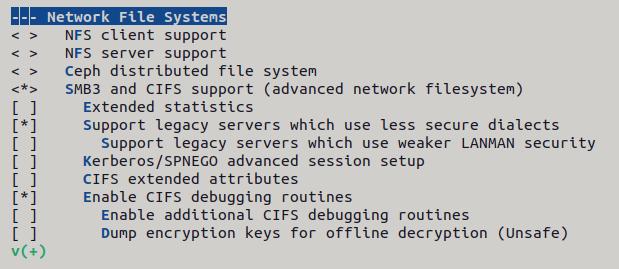 --- Network File Systems
< >   NFS client support
< >   NFS server support
< >   Ceph distributed file system
<*>   SMB3 and CIFS support (advanced network filesystem)
[ ]     Extended statistics
[*]     Support legacy servers which use less secure dialects
[ ]       Support legacy servers which use weaker LANMAN security
[ ]     Kerberos/SPNEGO advanced session setup
[ ]     CIFS extended attributes
[*]     Enable CIFS debugging routines
[ ]       Enable additional CIFS debugging routines
[ ]       Dump encryption keys for offline decryption (Unsafe)
v(+)